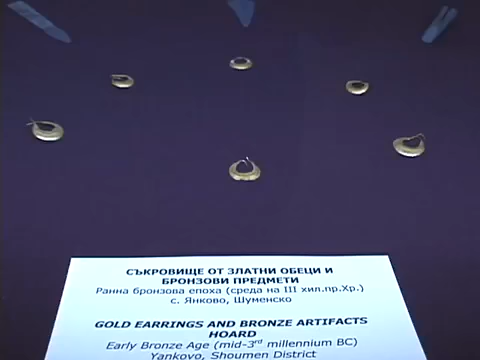 СЪКРОВИЩЕ ОТ ЗЛАТНИ ОБЕЦИ И
БРОНЗОВИ ПРЕДМЕТИ
Ранна бронзова епоха (среда на III хил.пр.Хр.)
с. Янково, Шуменско
GOLD EARRINGS AND BRONZE ARTIFACTS
HOARD
Early Bronze Age (mid-3rd millennium BC)
Yankovo, Shoumen District